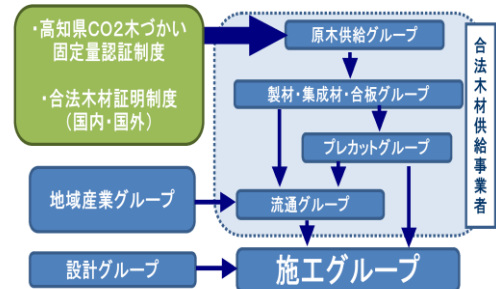 ・高知県CO2木づかい
固定量認証制度
・合法木材証明制度
（国内・国外）
原木供給グループ
製材・集成材・合板グループ
プレカットグループ
地域産業グループ
流通グループ
設計グループ
施工グループ
合法木材供給事業者